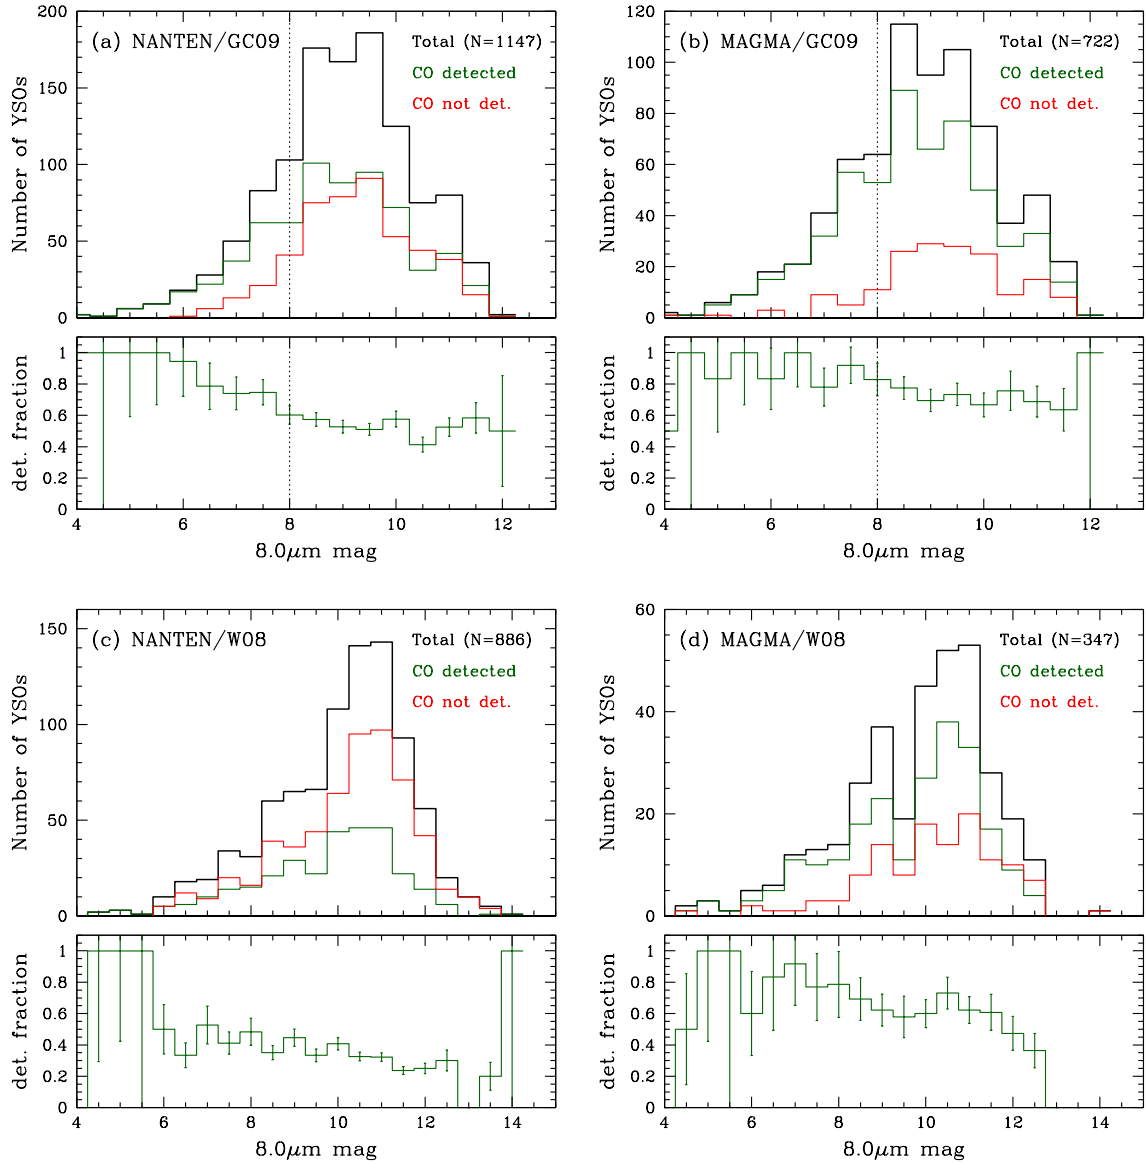 (a) NANTEN/GC09
Total (N=1147)
CO detected
CO not det.
Number of YSOs
200
150
100
50
0
det. fraction
1
0.8
0.6
0.4
0.2
0
4 6 8 10 12
8.0μm mag
(b) MAGMA/GC09
Total (N=722)
CO detected
CO not det.
Number of YSOs
120
100
80
60
40
20
0
det. fraction
1
0.8
0.6
0.4
0.2
0
4 6 8 10 12
8.0μm mag
(c) NANTEN/W08
Total (N=886)
CO detected
CO not det.
Number of YSOs
150
100
50
0
det. fraction
1
0.8
0.6
0.4
0.2
0
4 6 8 10 12 14
8.0μm mag
(d) MAGMA/W08
Total (N=347)
CO detected
CO not det.
Number of YSOs
60
40
20
0
det. fraction
1
0.8
0.6
0.4
0.2
0
4 6 8 10 12 14
8.0μm mag